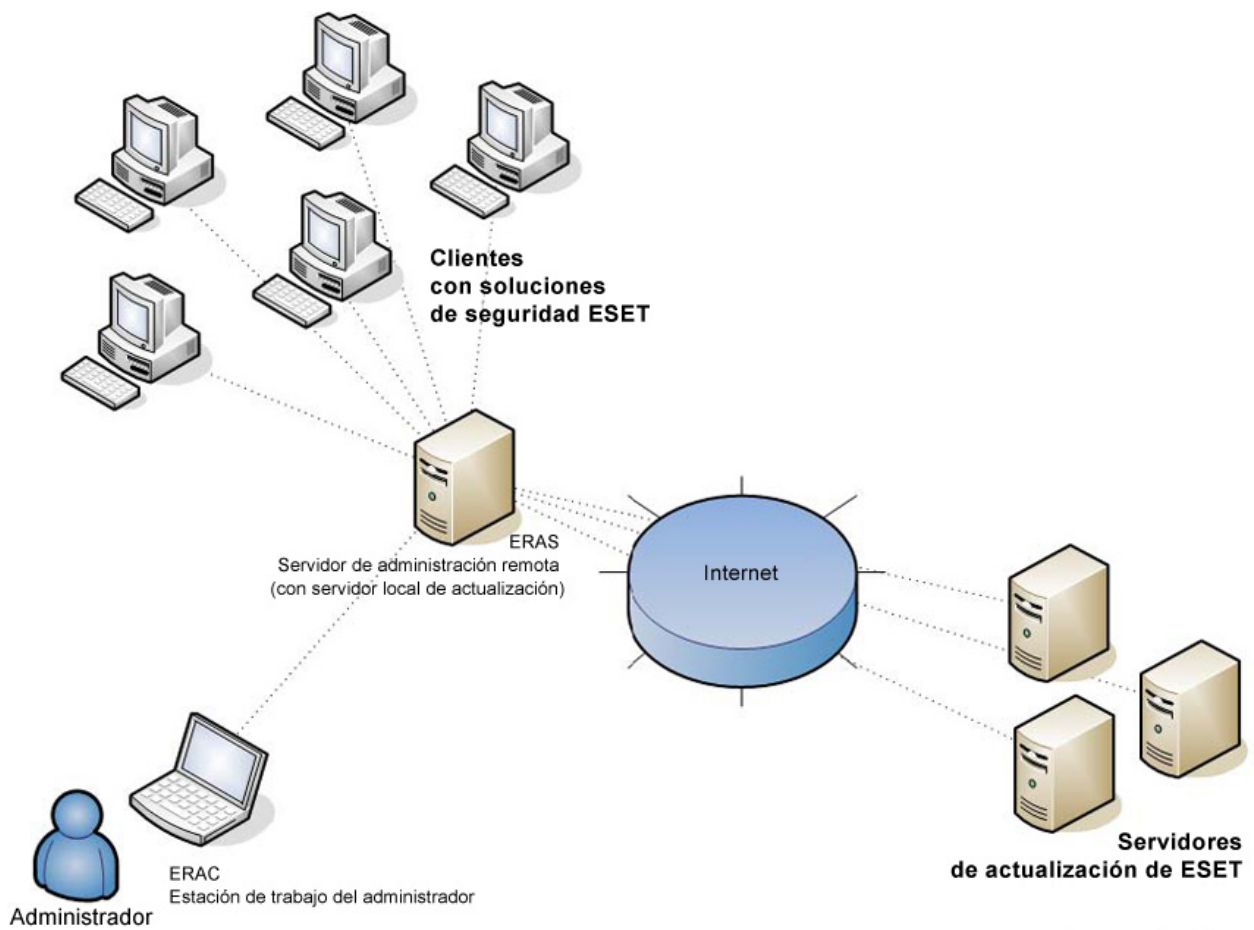 Clientes
con soluciones
de seguridad ESET
ERAS
Servidor de administración remota
(con servidor local de actualización)
Internet
Servidores
de actualización de ESET
ERAC
Estación de trabajo del administrador
Administrador